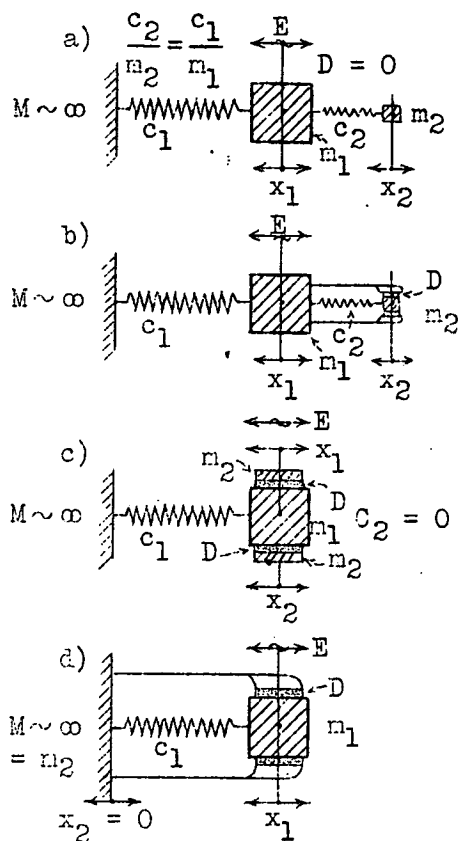 a) c₂/m₂ = c₁/m₁ E D = 0
M ~ ∞ c₁ c₂ m₂
m₁
x₁ x₂
b) E
M ~ ∞ c₁ c₂ D
m₂
m₁
x₁ x₂
c) E
x₁
m₂ D
M ~ ∞ c₁ m₁ C₂ = 0
D m₂
x₂
d) E
D
M ~ ∞ c₁ m₁
= m₂
x₂ = 0 x₁